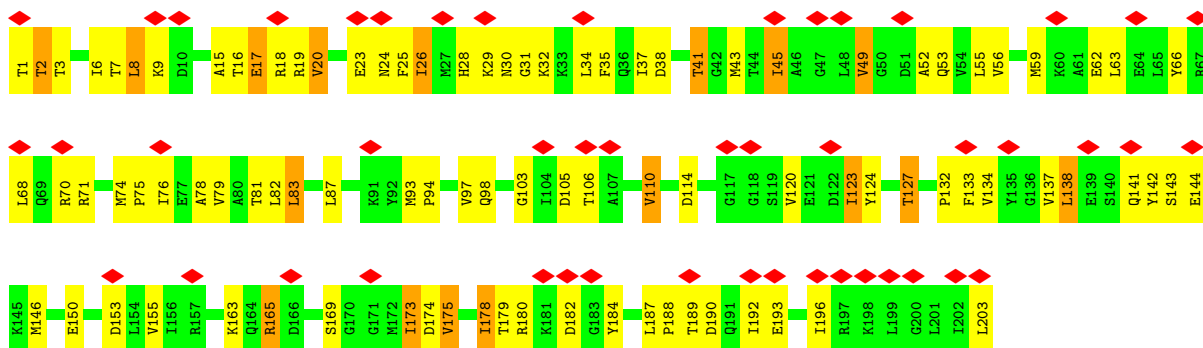 T1 T2 T3 I6 T7 L8 K9 D10 A15 T16 E17 R18 R19 V20 E23 N24 F25 I26 M27 H28 K29 N30 G31 K32 K33 L34 F35 Q36 I37 D38 T41 G42 M43 T44 I45 A46 G47 L48 V49 G50 D51 A52 Q53 V54 L55 V56 M59 K60 A61 E62 L63 E64 L65 Y66 R67
L68 Q69 R70 R71 M74 P75 I76 E77 A78 V79 A80 T81 L82 L83 L87 K91 Y92 M93 P94 V97 Q98 G103 I104 D105 T106 A107 V110 D114 G117 G118 S119 V120 E121 D122 I123 Y124 T127 P132 F133 V134 Y135 G136 V137 L138 E139 S140 Q141 Y142 S143 E144
K145 M146 E150 D153 L154 V155 I156 R157 K163 Q164 R165 D166 S169 G170 G171 M172 I173 D174 V175 I178 T179 R180 K181 D182 G183 Y184 L187 P188 T189 D190 Q191 I192 E193 I196 R197 K198 L199 G200 L201 I202 L203